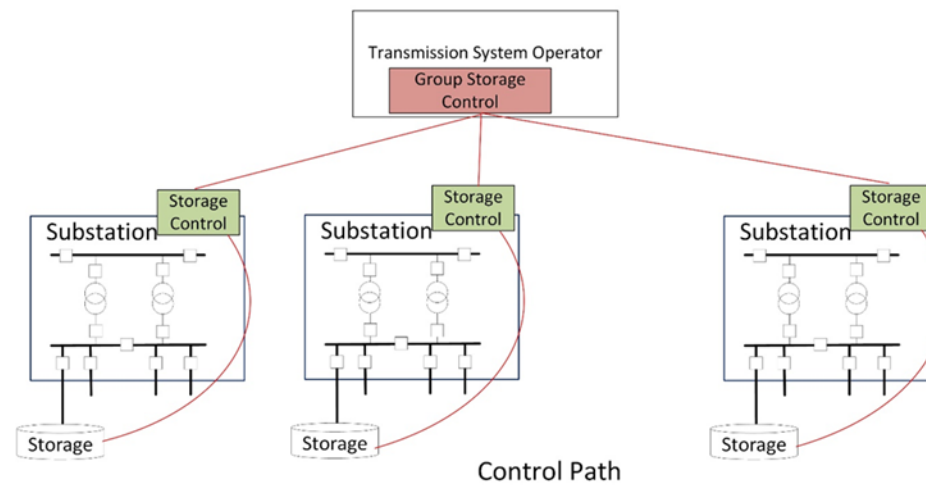 Transmission System Operator
Group Storage
Control
Storage
Control
Substation
Storage
Control
Substation
Storage
Control
Substation
Storage
Storage
Storage
Control Path